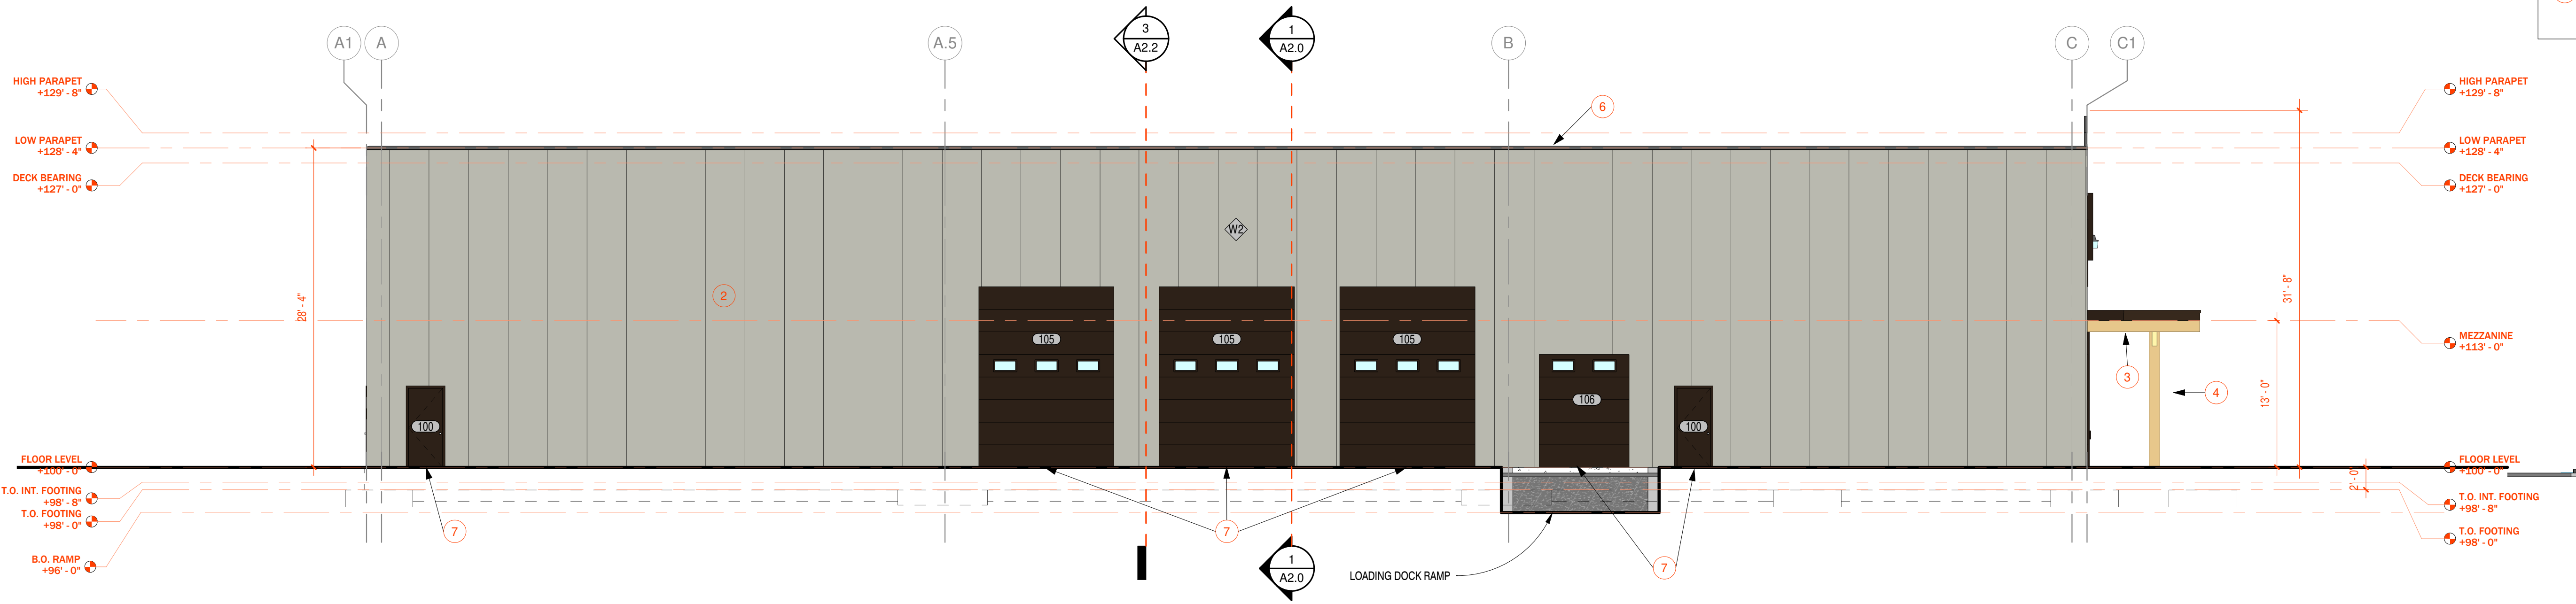 A1
A
A.5
3
A2.2
1
A2.0
B
C
C1
HIGH PARAPET
+129' - 8"
LOW PARAPET
+128' - 4"
DECK BEARING
+127' - 0"
HIGH PARAPET
+129' - 8"
LOW PARAPET
+128' - 4"
DECK BEARING
+127' - 0"
6
W2
2
28' - 4"
31' - 8"
105
105
105
106
100
100
MEZZANINE
+113' - 0"
3
4
13' - 0"
FLOOR LEVEL
+100' - 0"
T.O. INT. FOOTING
+98' - 8"
T.O. FOOTING
+98' - 0"
B.O. RAMP
+96' - 0"
FLOOR LEVEL
+100' - 0"
2' - 0"
T.O. INT. FOOTING
+98' - 8"
T.O. FOOTING
+98' - 0"
7
7
7
1
A2.0
LOADING DOCK RAMP